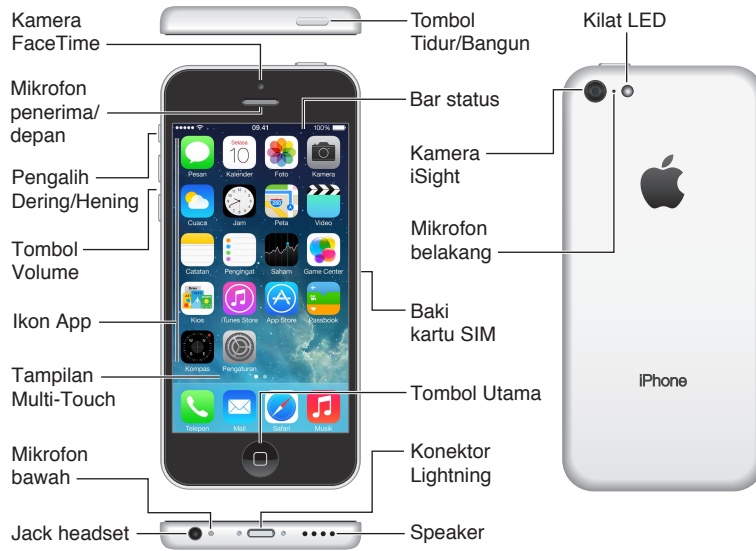 Kamera
FaceTime
Tombol
Tidur/Bangun
Kilat LED
Mikrofon
penerima/
depan
Bar status
Kamera
iSight
Pengalih
Dering/Hening
Mikrofon
belakang
Tombol
Volume
Ikon App
Baki
kartu SIM
Tampilan
Multi-Touch
Tombol Utama
Mikrofon
bawah
Konektor
Lightning
Jack headset
Speaker
09.41 100%
Selasa
10
Pesan Kalender Foto Kamera
280
Cuaca Jam Peta Video
Catatan Pengingat Saham Game Center
Kios iTunes Store App Store Passbook
Kompas Pengaturan
Telepon Mail Safari Musik
iPhone